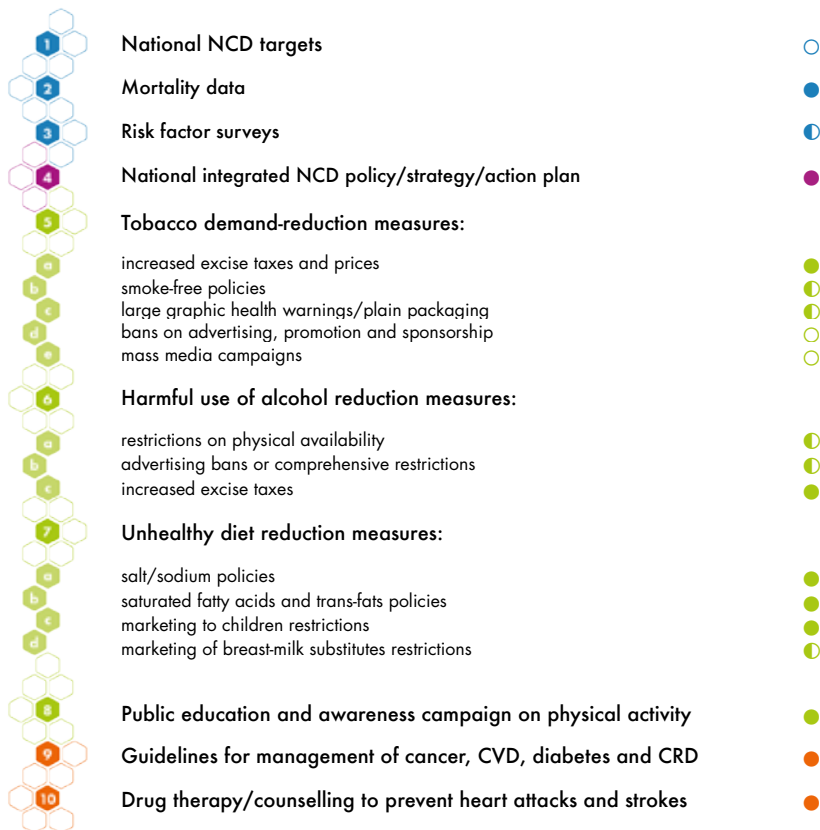 1 National NCD targets
2 Mortality data
3 Risk factor surveys
4 National integrated NCD policy/strategy/action plan
5 Tobacco demand-reduction measures:
a increased excise taxes and prices
b smoke-free policies
c large graphic health warnings/plain packaging
d bans on advertising, promotion and sponsorship
e mass media campaigns
6 Harmful use of alcohol reduction measures:
a restrictions on physical availability
b advertising bans or comprehensive restrictions
c increased excise taxes
7 Unhealthy diet reduction measures:
a salt/sodium policies
b saturated fatty acids and trans-fats policies
c marketing to children restrictions
d marketing of breast-milk substitutes restrictions
8 Public education and awareness campaign on physical activity
9 Guidelines for management of cancer, CVD, diabetes and CRD
10 Drug therapy/counselling to prevent heart attacks and strokes